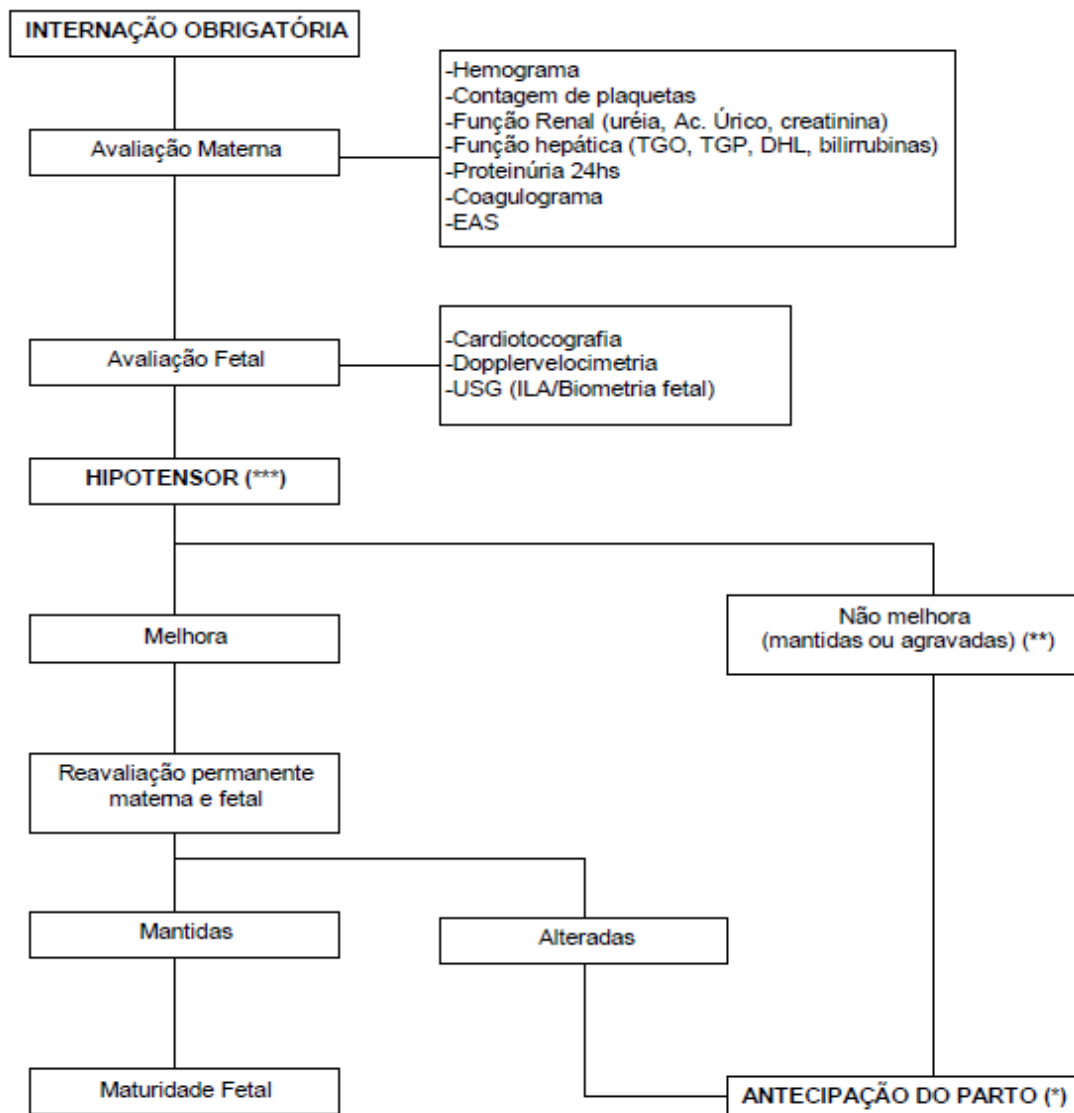 INTERNAÇÃO OBRIGATÓRIA
-Hemograma
-Contagem de plaquetas
-Função Renal (uréia, Ac. Úrico, creatinina)
-Função hepática (TGO, TGP, DHL, bilirrubinas)
-Proteinúria 24hs
-Coagulograma
-EAS
Avaliação Materna
-Cardiotocografia
-Dopplervelocimetria
-USG (ILA/Biometria fetal)
Avaliação Fetal
HIPOTENSOR (***)
Melhora
Não melhora
(mantidas ou agravadas) (**)
Reavaliação permanente
materna e fetal
Mantidas
Alteradas
Maturidade Fetal
ANTECIPAÇÃO DO PARTO (*)